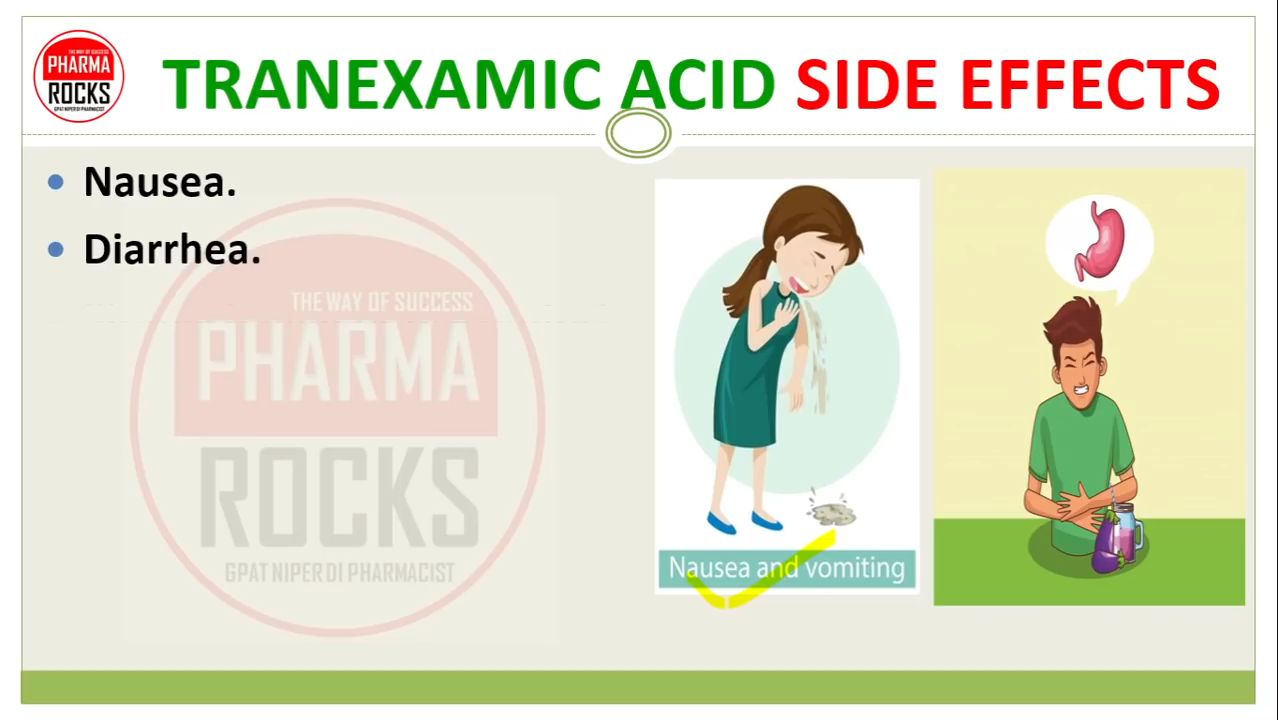 THE WAY OF SUCCESS
PHARMA
ROCKS
GPAT NIPER DI PHARMACIST
TRANEXAMIC ACID SIDE EFFECTS
• Nausea.
• Diarrhea.
THE WAY OF SUCCESS
PHARMA
ROCKS
GPAT NIPER DI PHARMACIST
Nausea and vomiting